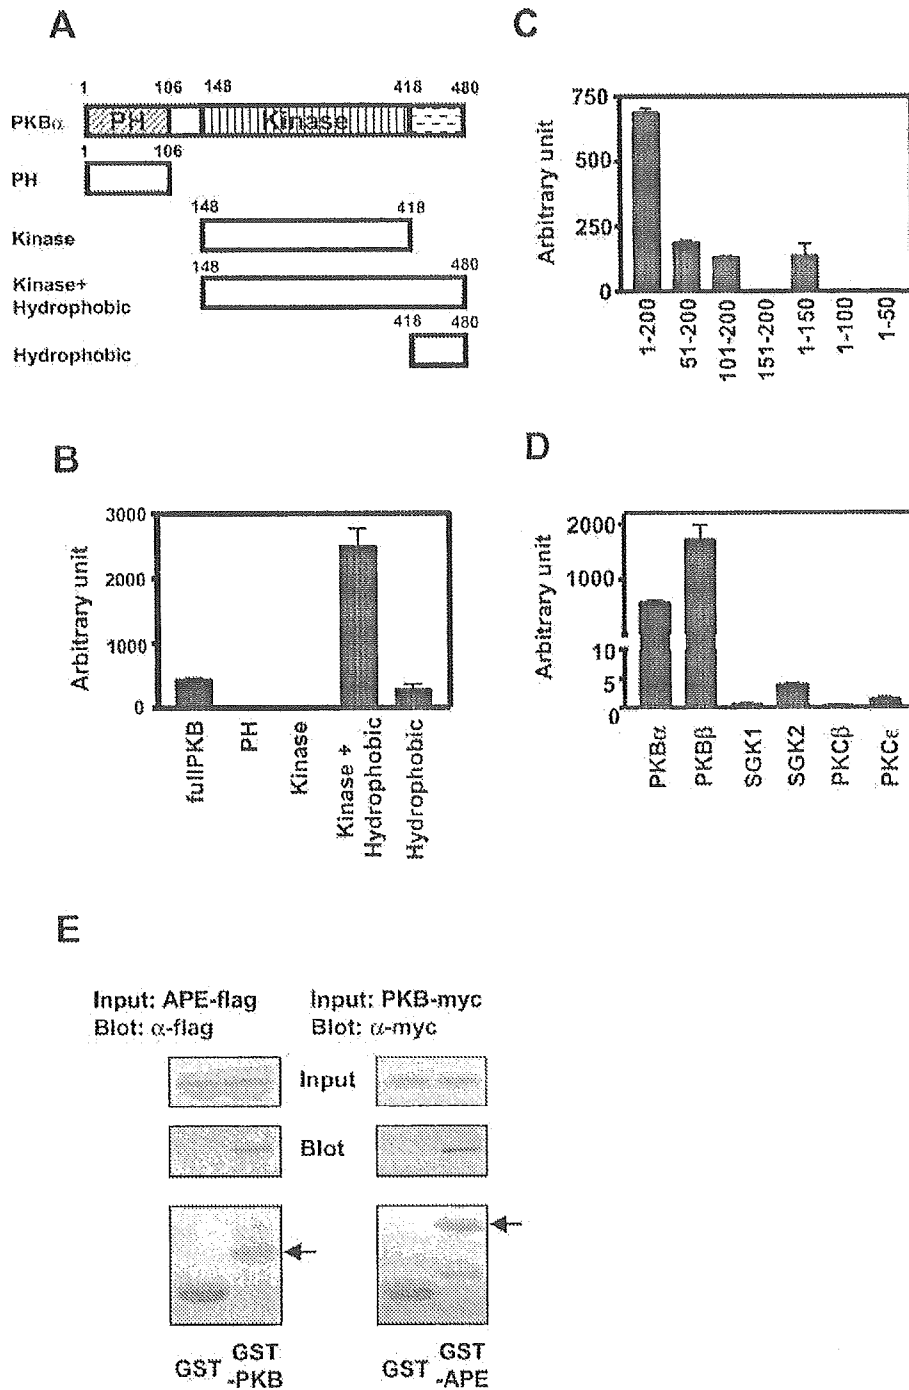 A
1 106 148 418 480
PKBα PH Kinase
1 106
PH
148 418
Kinase
148 480
Kinase+
Hydrophobic
418 480
Hydrophobic
B
Arbitrary unit
3000
2000
1000
0
fullPKB
PH
Kinase
Kinase +
Hydrophobic
Hydrophobic
C
Arbitrary unit
750
500
250
0
1-200
51-200
101-200
151-200
1-150
1-100
1-50
D
Arbitrary unit
2000
1000
10
5
0
PKBα
PKBβ
SGK1
SGK2
PKCβ
PKCε
E
Input: APE-flag
Blot: α-flag
Input: PKB-myc
Blot: α-myc
Input
Blot
GST GST
-PKB
GST GST
-APE